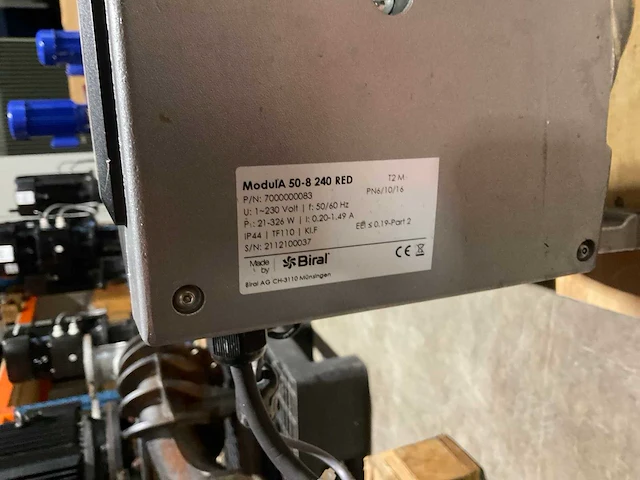 ModulA 50-8 240 RED T2 M
P/N: 7000000083 PN6/10/16
U: 1~230 Volt | f: 50/60 Hz
P₁: 21-326 W | I: 0.20-1.49 A
IP44 | TF110 | Kl.F EEI ≤ 0.19-Part 2
S/N: 2112100037
Made by Biral
CE
Biral AG CH-3110 Münsingen